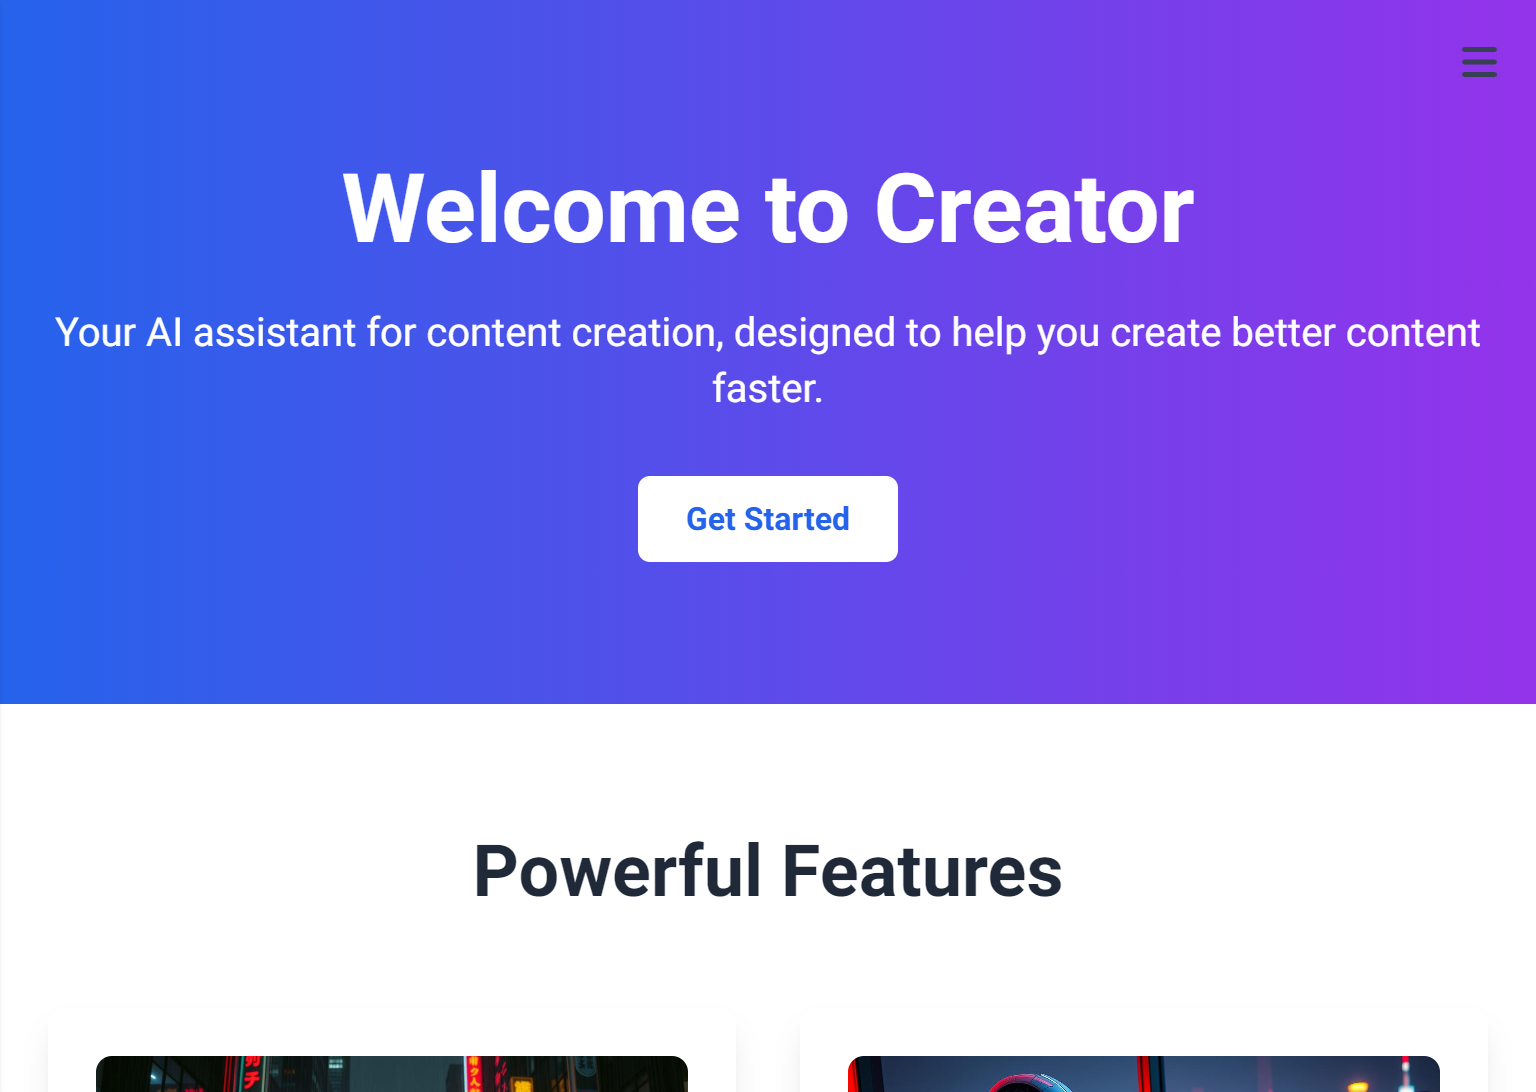 Welcome to Creator
Your AI assistant for content creation, designed to help you create better content
faster.
Get Started
Powerful Features